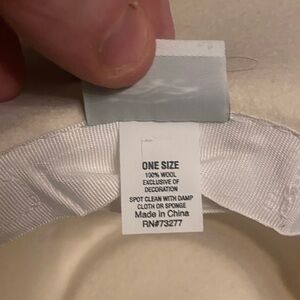 ONE SIZE
100% WOOL
EXCLUSIVE OF
DECORATION
SPOT CLEAN WITH DAMP
CLOTH OR SPONGE
Made in China
RN#73277